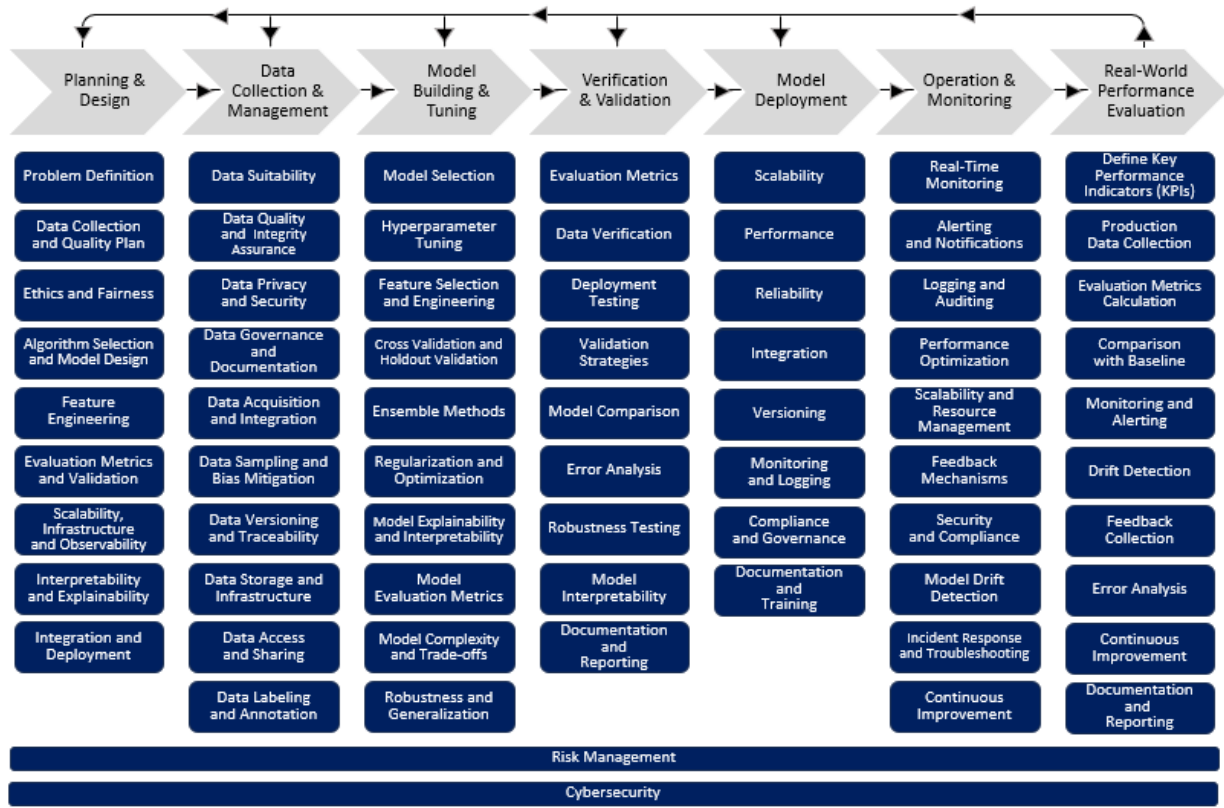 Planning &
Design
Data
Collection &
Management
Model
Building &
Tuning
Verification
& Validation
Model
Deployment
Operation &
Monitoring
Real-World
Performance
Evaluation
Problem Definition
Data Collection
and Quality Plan
Ethics and Fairness
Algorithm Selection
and Model Design
Feature
Engineering
Evaluation Metrics
and Validation
Scalability,
Infrastructure
and Observability
Interpretability
and Explainability
Integration and
Deployment
Data Suitability
Data Quality
and Integrity
Assurance
Data Privacy
and Security
Data Governance
and
Documentation
Data Acquisition
and Integration
Data Sampling and
Bias Mitigation
Data Versioning
and Traceability
Data Storage and
Infrastructure
Data Access
and Sharing
Data Labeling
and Annotation
Model Selection
Hyperparameter
Tuning
Feature Selection
and Engineering
Cross Validation and
Holdout Validation
Ensemble Methods
Regularization and
Optimization
Model Explainability
and Interpretability
Model
Evaluation Metrics
Model Complexity
and Trade-offs
Robustness and
Generalization
Evaluation Metrics
Data Verification
Deployment
Testing
Validation
Strategies
Model Comparison
Error Analysis
Robustness Testing
Model
Interpretability
Documentation
and
Reporting
Scalability
Performance
Reliability
Integration
Versioning
Monitoring
and Logging
Compliance
and Governance
Documentation
and
Training
Real-Time
Monitoring
Alerting
and Notifications
Logging and
Auditing
Performance
Optimization
Scalability and
Resource
Management
Feedback
Mechanisms
Security
and Compliance
Model Drift
Detection
Incident Response
and Troubleshooting
Continuous
Improvement
Define Key
Performance
Indicators (KPIs)
Production
Data Collection
Evaluation Metrics
Calculation
Comparison
with Baseline
Monitoring and
Alerting
Drift Detection
Feedback
Collection
Error Analysis
Continuous
Improvement
Documentation
and
Reporting
Risk Management
Cybersecurity